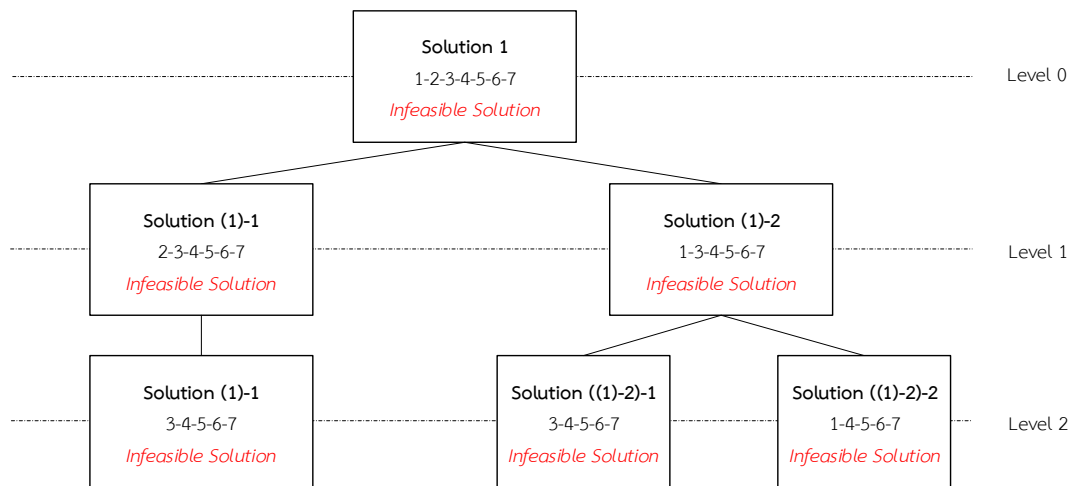 Solution 1
1-2-3-4-5-6-7
Infeasible Solution
Level 0
Solution (1)-1
2-3-4-5-6-7
Infeasible Solution
Solution (1)-2
1-3-4-5-6-7
Infeasible Solution
Level 1
Solution (1)-1
3-4-5-6-7
Infeasible Solution
Solution ((1)-2)-1
3-4-5-6-7
Infeasible Solution
Solution ((1)-2)-2
1-4-5-6-7
Infeasible Solution
Level 2